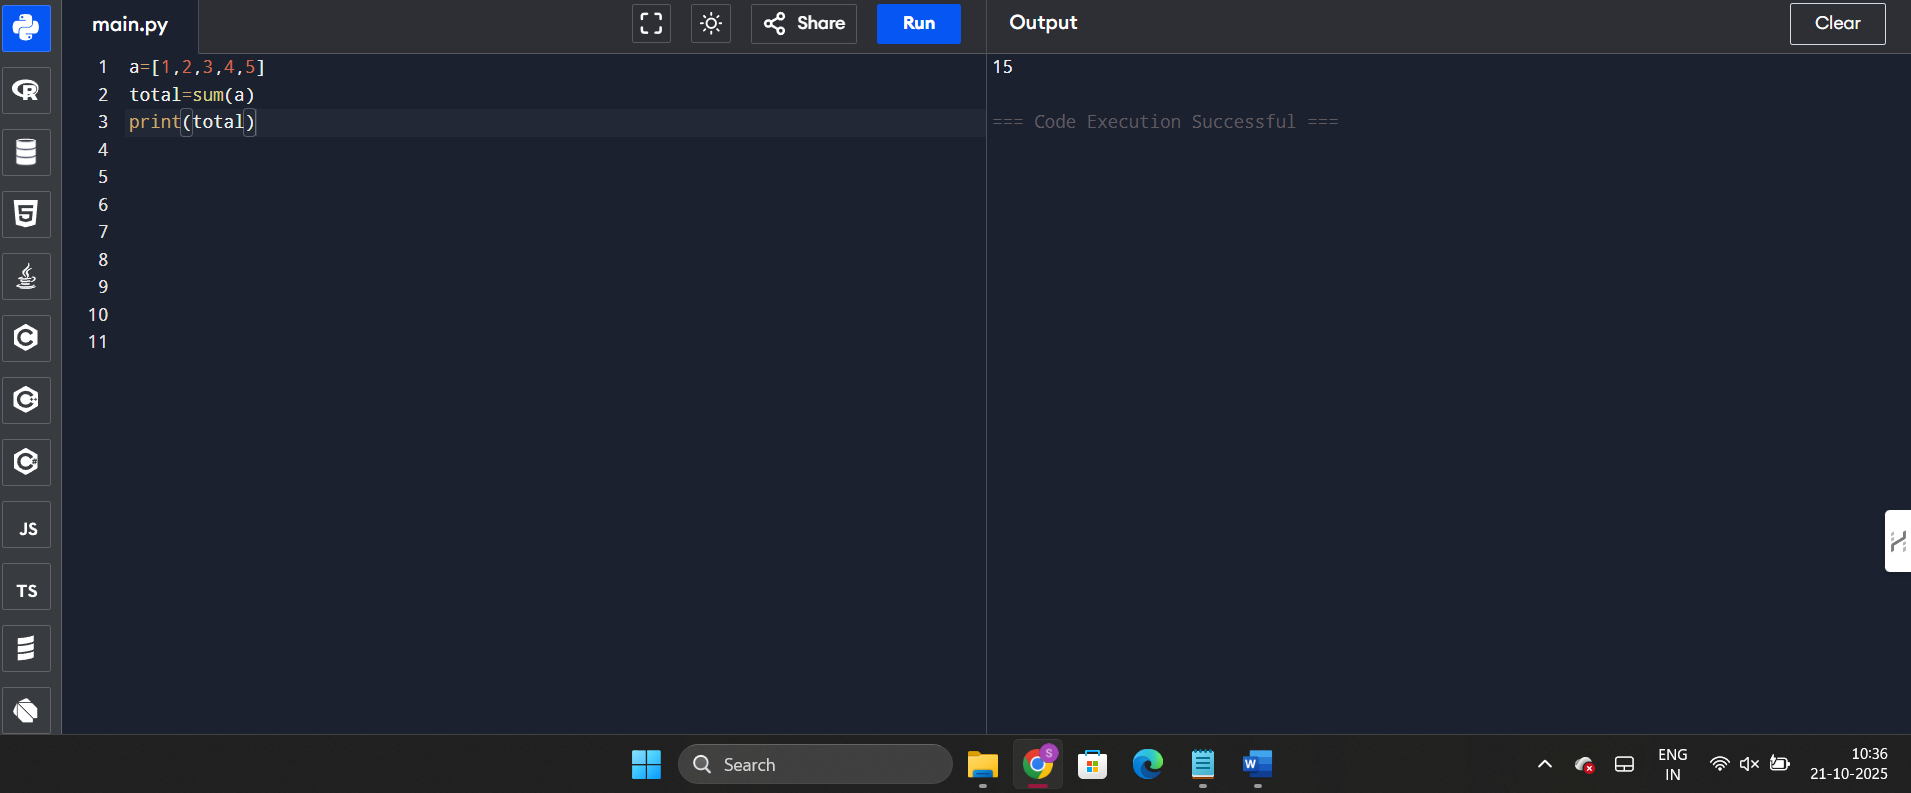 main.py
Share
Run
Output
Clear
1 a=[1,2,3,4,5]
2 total=sum(a)
3 print(total)
4
5
6
7
8
9
10
11
15
=== Code Execution Successful ===
JS
TS
Search
S
W
ENG
IN
10:36
21-10-2025